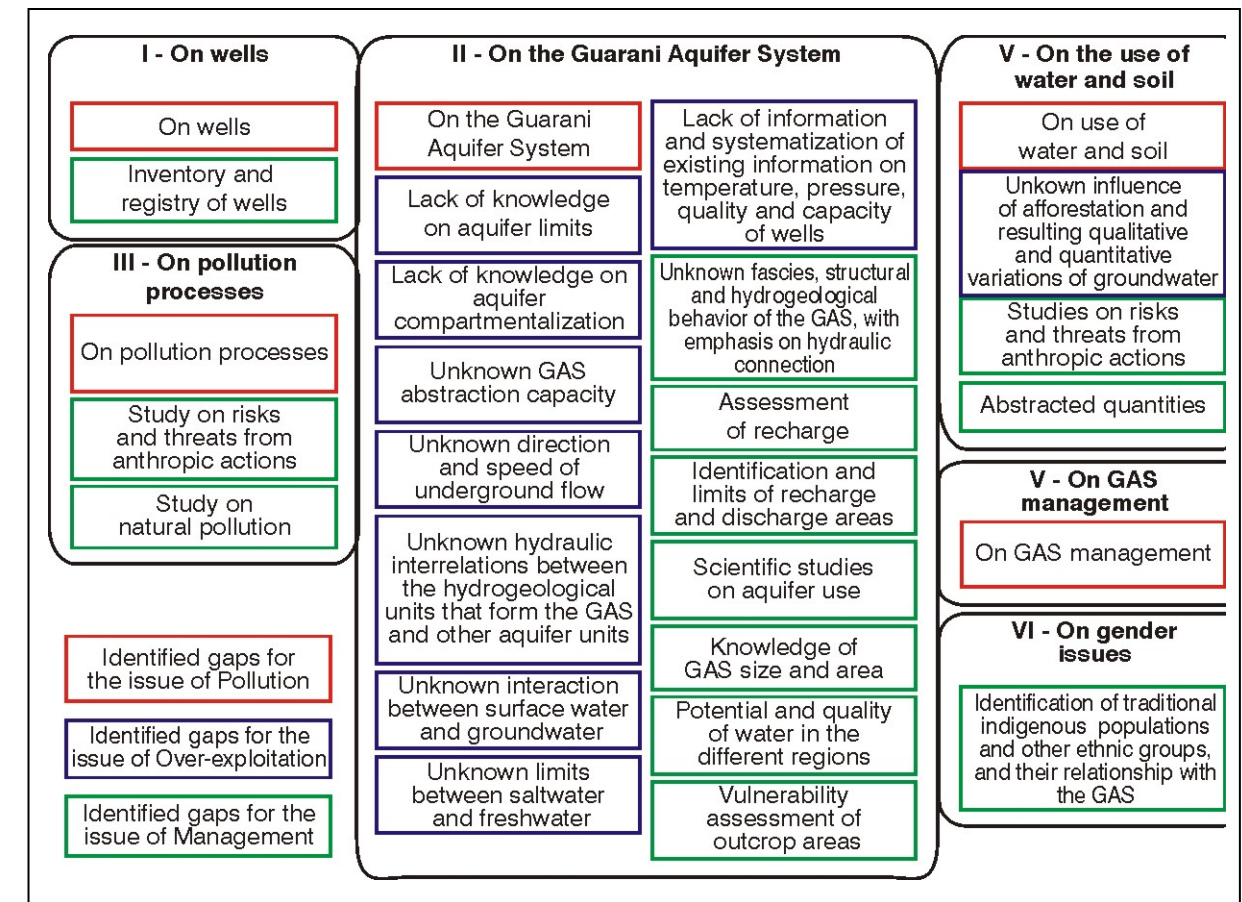 I - On wells
On wells
Inventory and
registry of wells
III - On pollution
processes
On pollution processes
Study on risks
and threats from
anthropic actions
Study on
natural pollution
Identified gaps for
the issue of Pollution
Identified gaps for the
issue of Over-exploitation
Identified gaps for the
issue of Management
II - On the Guarani Aquifer System
On the Guarani
Aquifer System
Lack of knowledge
on aquifer limits
Lack of knowledge on
aquifer
compartmentalization
Unknown GAS
abstraction capacity
Unknown direction
and speed of
underground flow
Unknown hydraulic
interrelations between
the hydrogeological
units that form the GAS
and other aquifer units
Unknown interaction
between surface water
and groundwater
Unknown limits
between saltwater
and freshwater
Lack of information
and systematization of
existing information on
temperature, pressure,
quality and capacity
of wells
Unknown fascies, structural
and hydrogeological
behavior of the GAS, with
emphasis on hydraulic
connection
Assessment
of recharge
Identification and
limits of recharge
and discharge areas
Scientific studies
on aquifer use
Knowledge of
GAS size and area
Potential and quality
of water in the
different regions
Vulnerability
assessment of
outcrop areas
V - On the use of
water and soil
On use of
water and soil
Unkown influence
of afforestation and
resulting qualitative
and quantitative
variations of groundwater
Studies on risks
and threats from
anthropic actions
Abstracted quantities
V - On GAS
management
On GAS management
VI - On gender
issues
Identification of traditional
indigenous populations
and other ethnic groups,
and their relationship with
the GAS